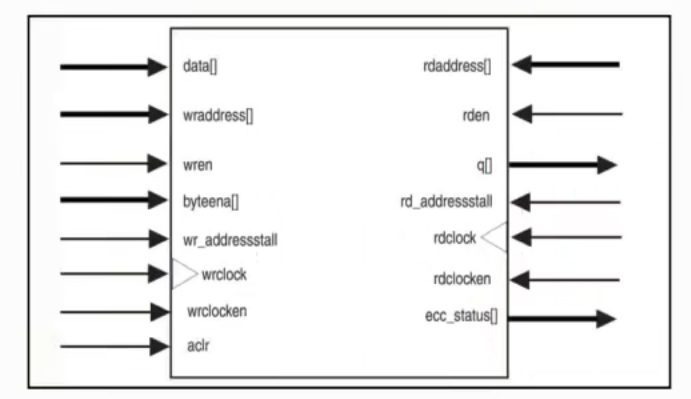 data[]
wraddress[]
wren
byteena[]
wr_addressstall
wrclock
wrclocken
aclr
rdaddress[]
rden
q[]
rd_addressstall
rdclock
rdclocken
ecc_status[]